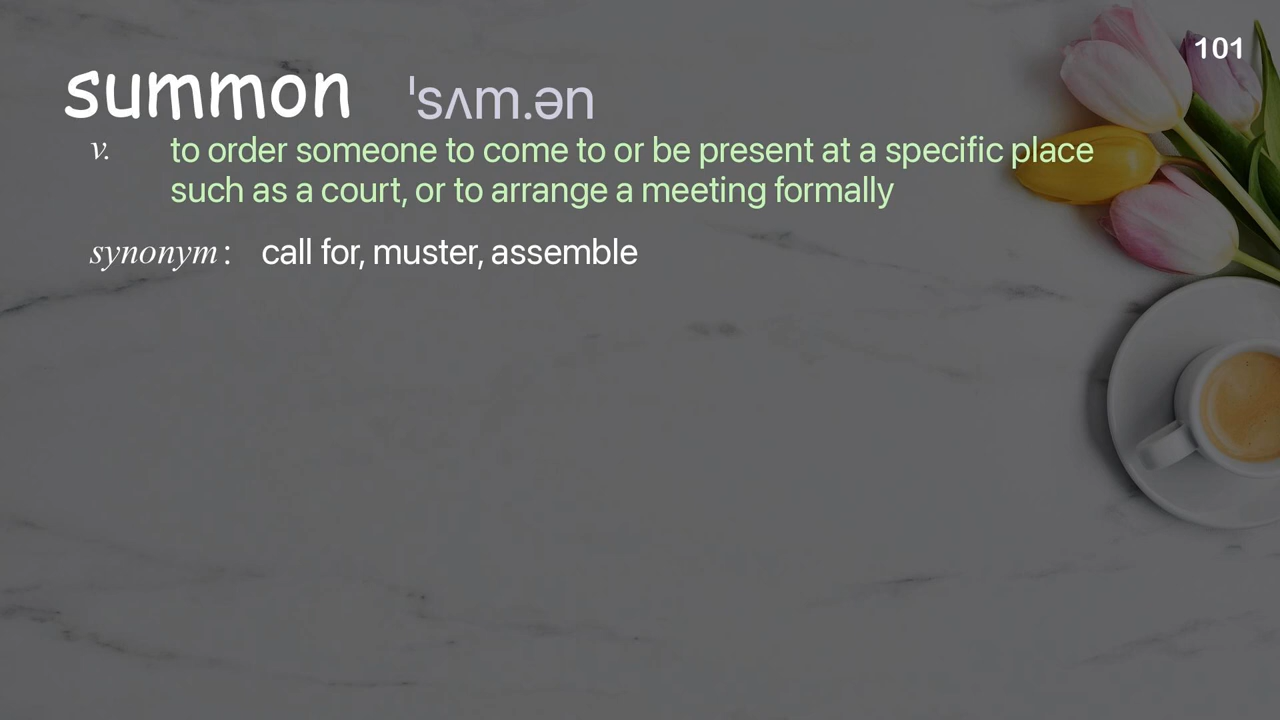 101
summon ˈsʌm.ən
v. to order someone to come to or be present at a specific place
such as a court, or to arrange a meeting formally
synonym : call for, muster, assemble